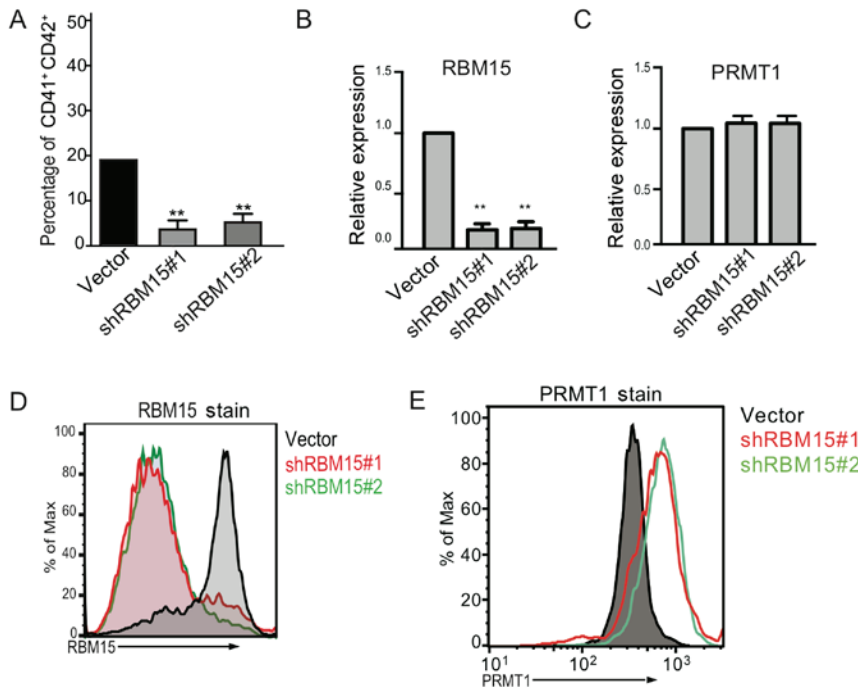 A
Percentage of CD41+ CD42+
50
40
30
20
10
0
**
**
Vector
shRBM15#1
shRBM15#2
B
RBM15
Relative expression
1.5
1.0
0.5
0.0
**
**
Vector
shRBM15#1
shRBM15#2
C
PRMT1
Relative expression
1.5
1.0
0.5
0.0
Vector
shRBM15#1
shRBM15#2
D
RBM15 stain
% of Max
100
80
60
40
20
0
RBM15
Vector
shRBM15#1
shRBM15#2
E
PRMT1 stain
% of Max
100
80
60
40
20
0
10¹
10²
10³
PRMT1
Vector
shRBM15#1
shRBM15#2